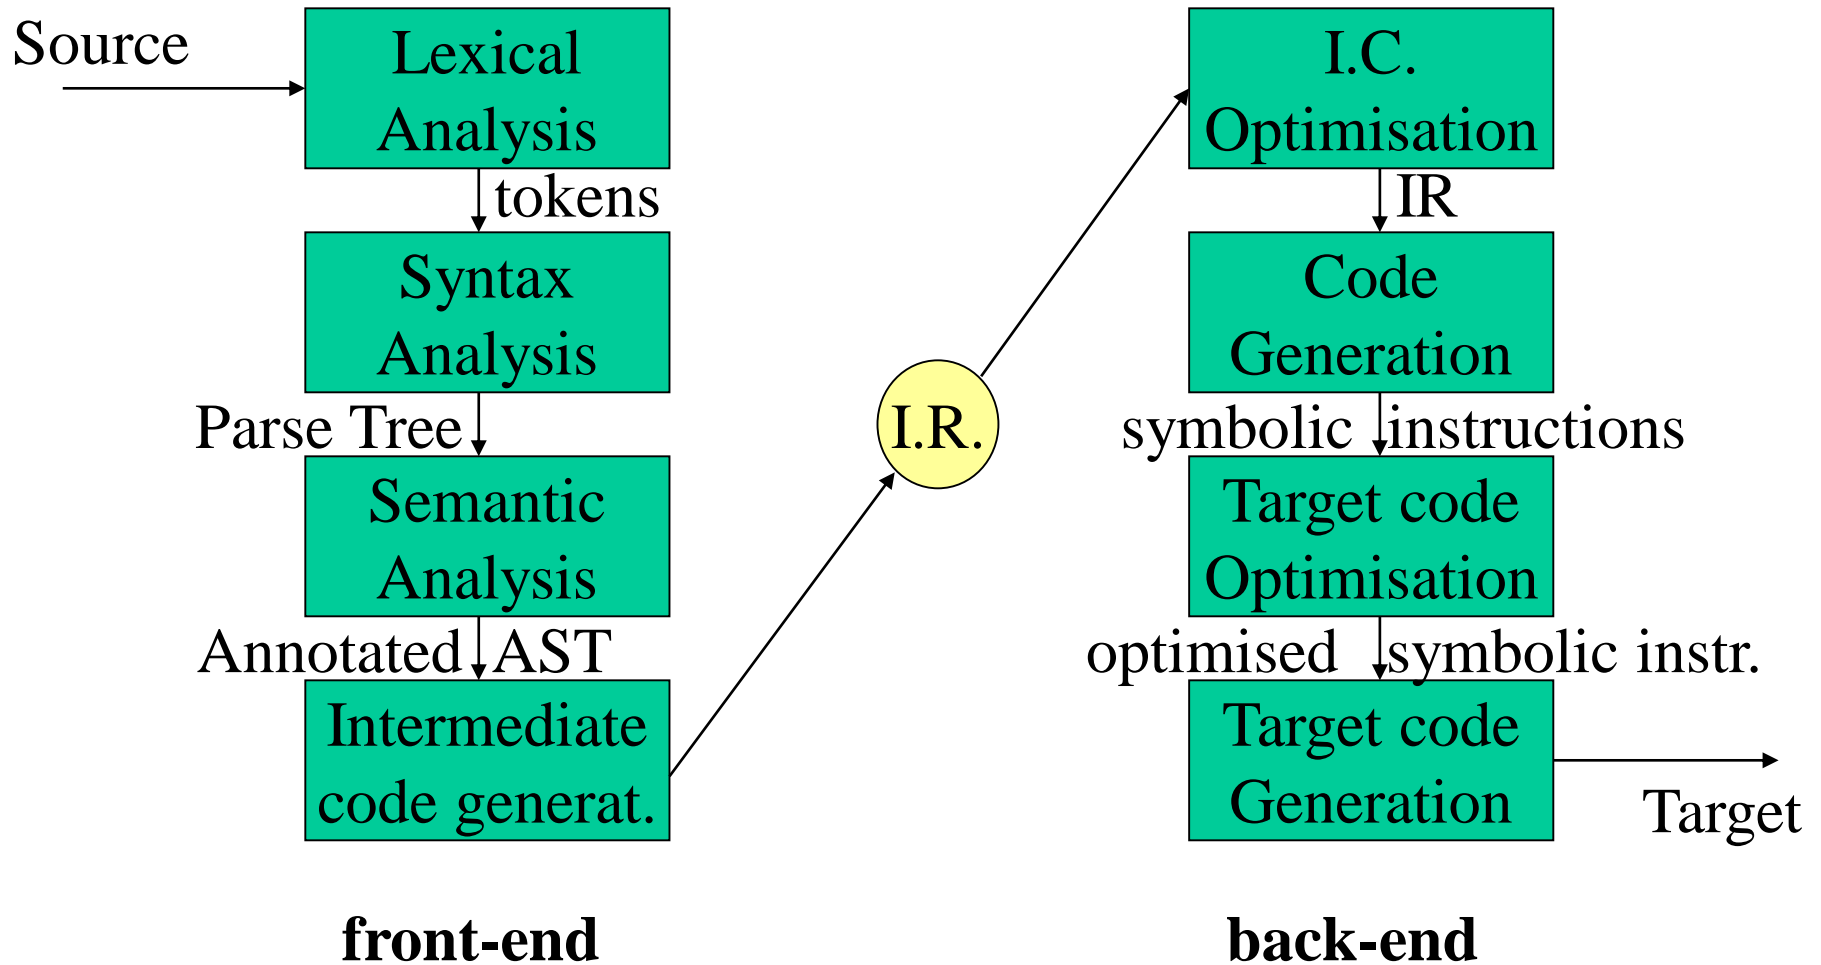 Source
Lexical
Analysis
tokens
Syntax
Analysis
Parse Tree
Semantic
Analysis
Annotated AST
Intermediate
code generat.
front-end
I.R.
I.C.
Optimisation
IR
Code
Generation
symbolic instructions
Target code
Optimisation
optimised symbolic instr.
Target code
Generation
Target
back-end